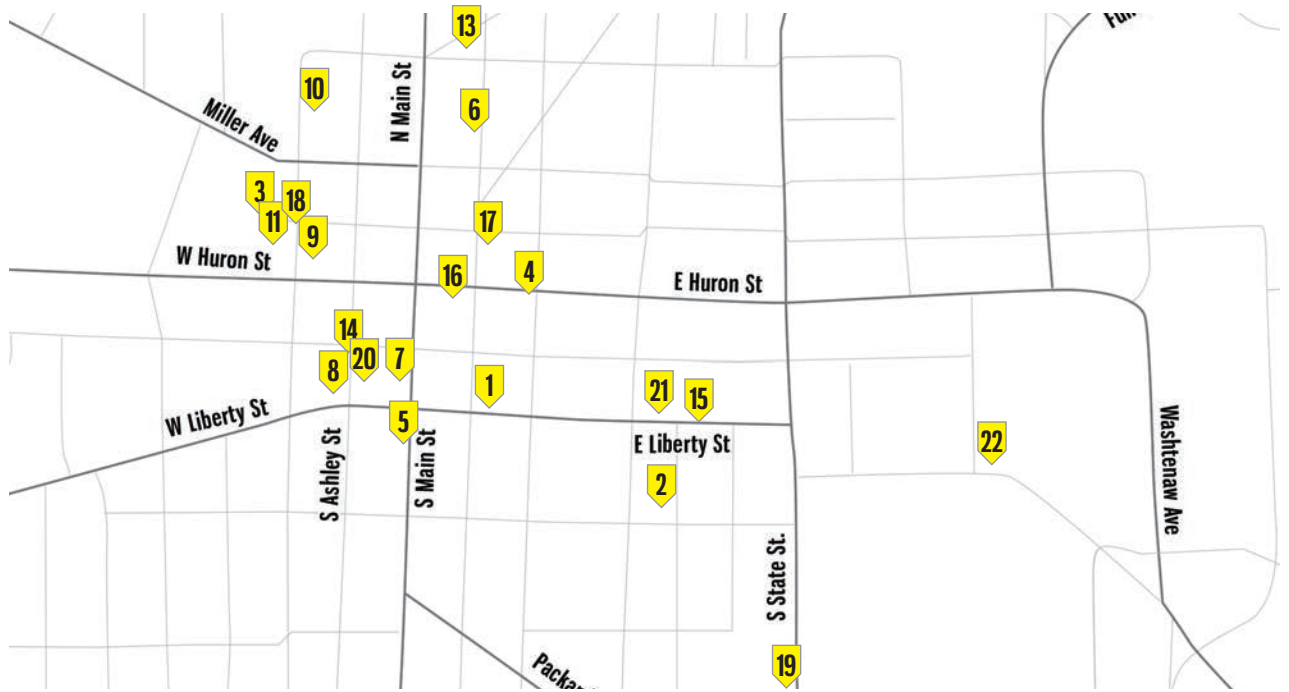 13
Ful
10
N Main St
6
Miller Ave
3
18
11
9
17
W Huron St
16
4
E Huron St
14
20
7
8
1
21
15
5
W Liberty St
E Liberty St
22
Washtenaw Ave
S Ashley St
S Main St
2
S State St.
19
Packar